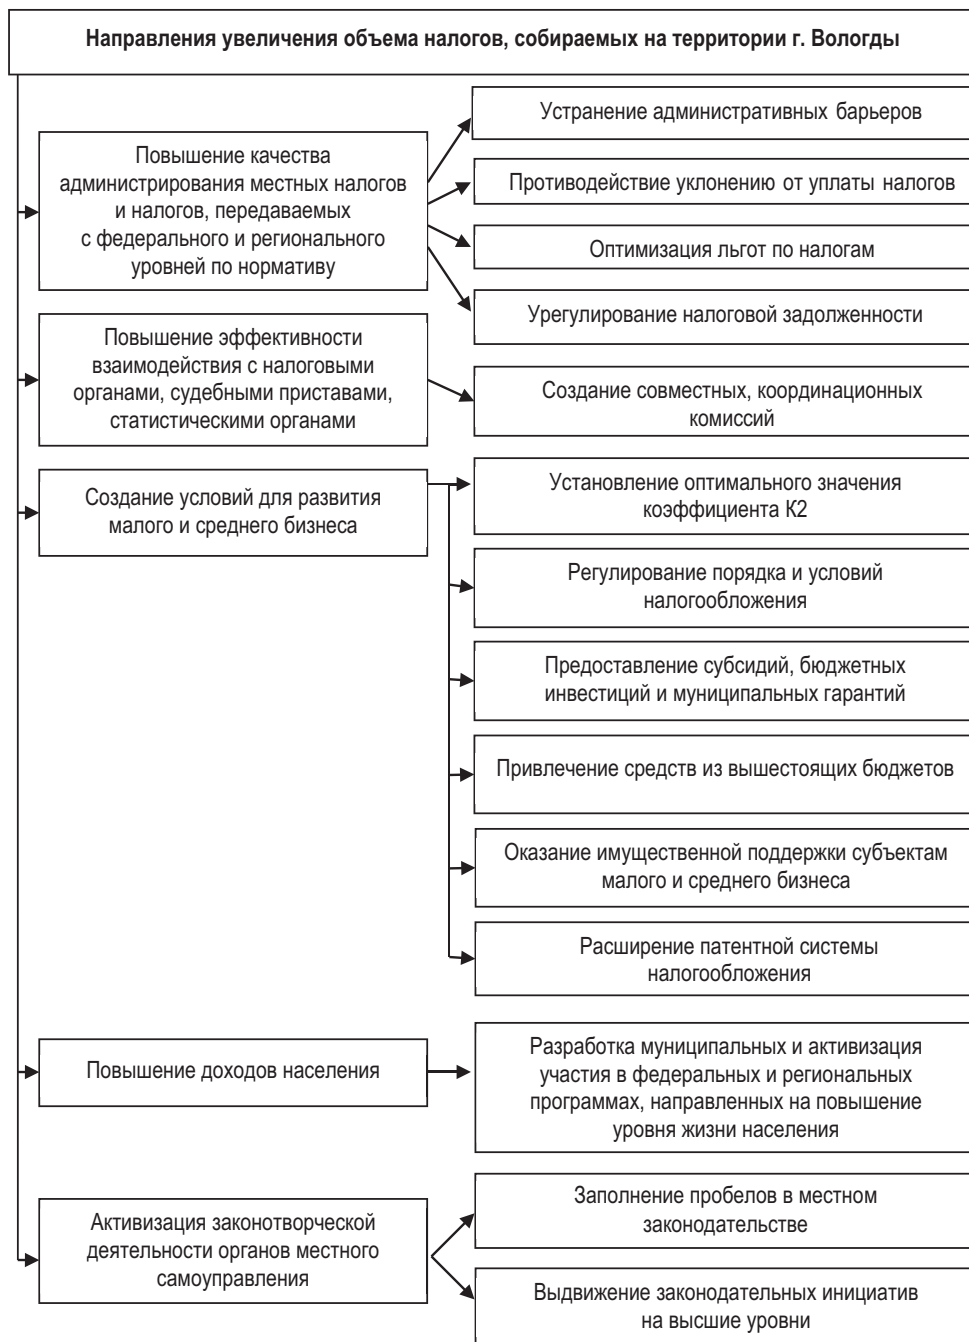 Направления увеличения объема налогов, собираемых на территории г. Вологды
Повышение качества
администрирования местных налогов
и налогов, передаваемых
с федерального и регионального
уровней по нормативу
Устранение административных барьеров
Противодействие уклонению от уплаты налогов
Оптимизация льгот по налогам
Урегулирование налоговой задолженности
Повышение эффективности
взаимодействия с налоговыми
органами, судебными приставами,
статистическими органами
Создание совместных, координационных
комиссий
Создание условий для развития
малого и среднего бизнеса
Установление оптимального значения
коэффициента К2
Регулирование порядка и условий
налогообложения
Предоставление субсидий, бюджетных
инвестиций и муниципальных гарантий
Привлечение средств из вышестоящих бюджетов
Оказание имущественной поддержки субъектам
малого и среднего бизнеса
Расширение патентной системы
налогообложения
Повышение доходов населения
Разработка муниципальных и активизация
участия в федеральных и региональных
программах, направленных на повышение
уровня жизни населения
Активизация законотворческой
деятельности органов местного
самоуправления
Заполнение пробелов в местном
законодательстве
Выдвижение законодательных инициатив
на высшие уровни